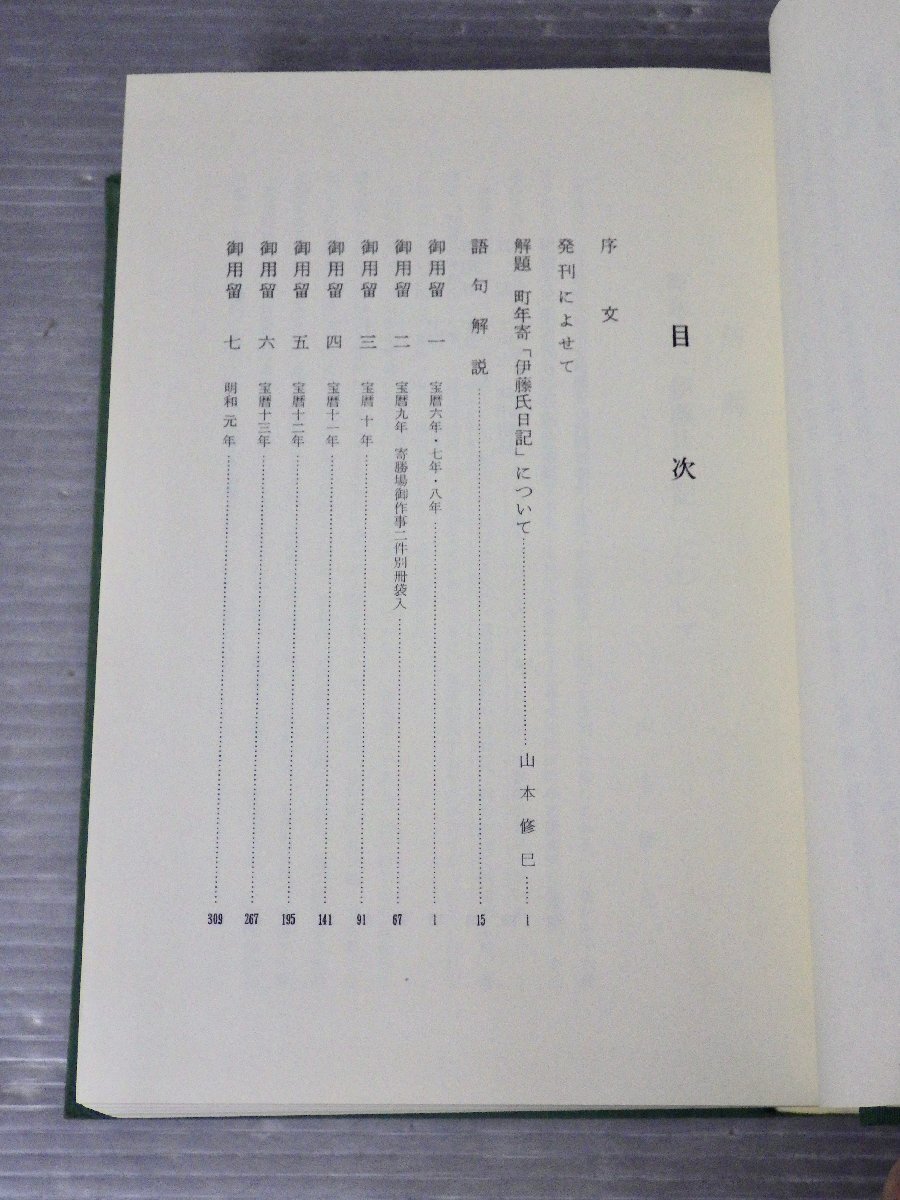 目次
序文
発刊によせて
解題 町年寄「伊藤氏日記」について……………山本修巳……1
語句解説……………15
御用留 一 宝暦六年・七年・八年……………1
御用留 二 宝暦九年 寄勝場御作事二件別冊袋入……………67
御用留 三 宝暦十年……………91
御用留 四 宝暦十一年……………141
御用留 五 宝暦十二年……………195
御用留 六 宝暦十三年……………267
御用留 七 明和元年……………309